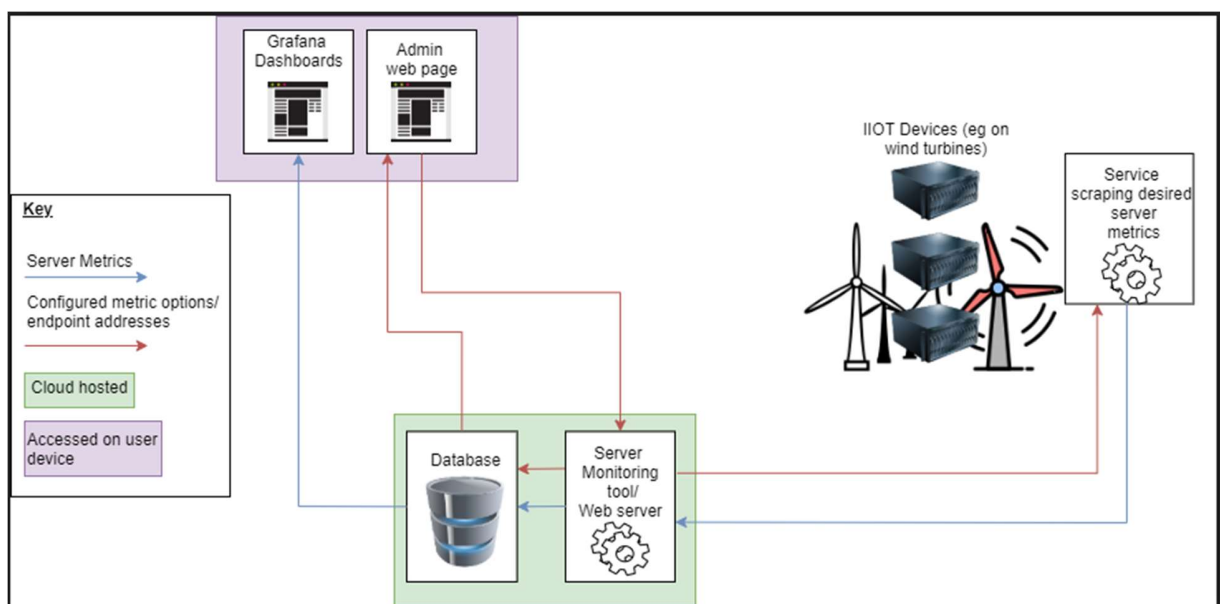 Grafana
Dashboards
Admin
web page
IIOT Devices (eg on
wind turbines)
Service
scraping desired
server
metrics
Key
Server Metrics
Configured metric options/
endpoint addresses
Cloud hosted
Accessed on user
device
Database
Server
Monitoring
tool/
Web server